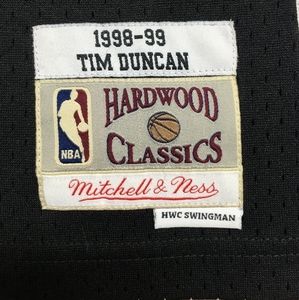 1998-99
TIM DUNCAN
HARDWOOD
CLASSICS
NBA
Mitchell & Ness
HWC SWINGMAN